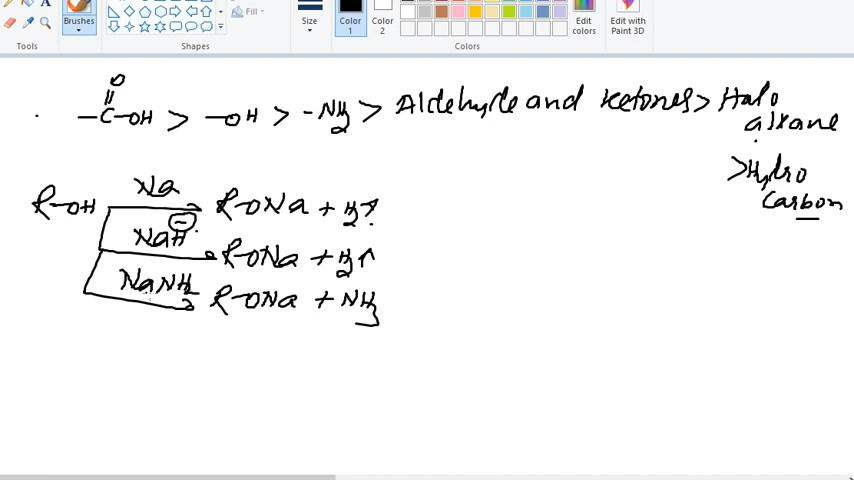 Brushes
Fill
Size
Color 1
Color 2
Edit colors
Edit with Paint 3D
Tools
Shapes
Colors
O
||
–C–OH > –OH > –NH2 > Aldehyde and Ketones > Halo
alkane
> Hydro
Carbon
R–OH Na R–ONa + H2↑
NaH⁻ R–ONa + H2↑
NaNH2 R–ONa + NH3